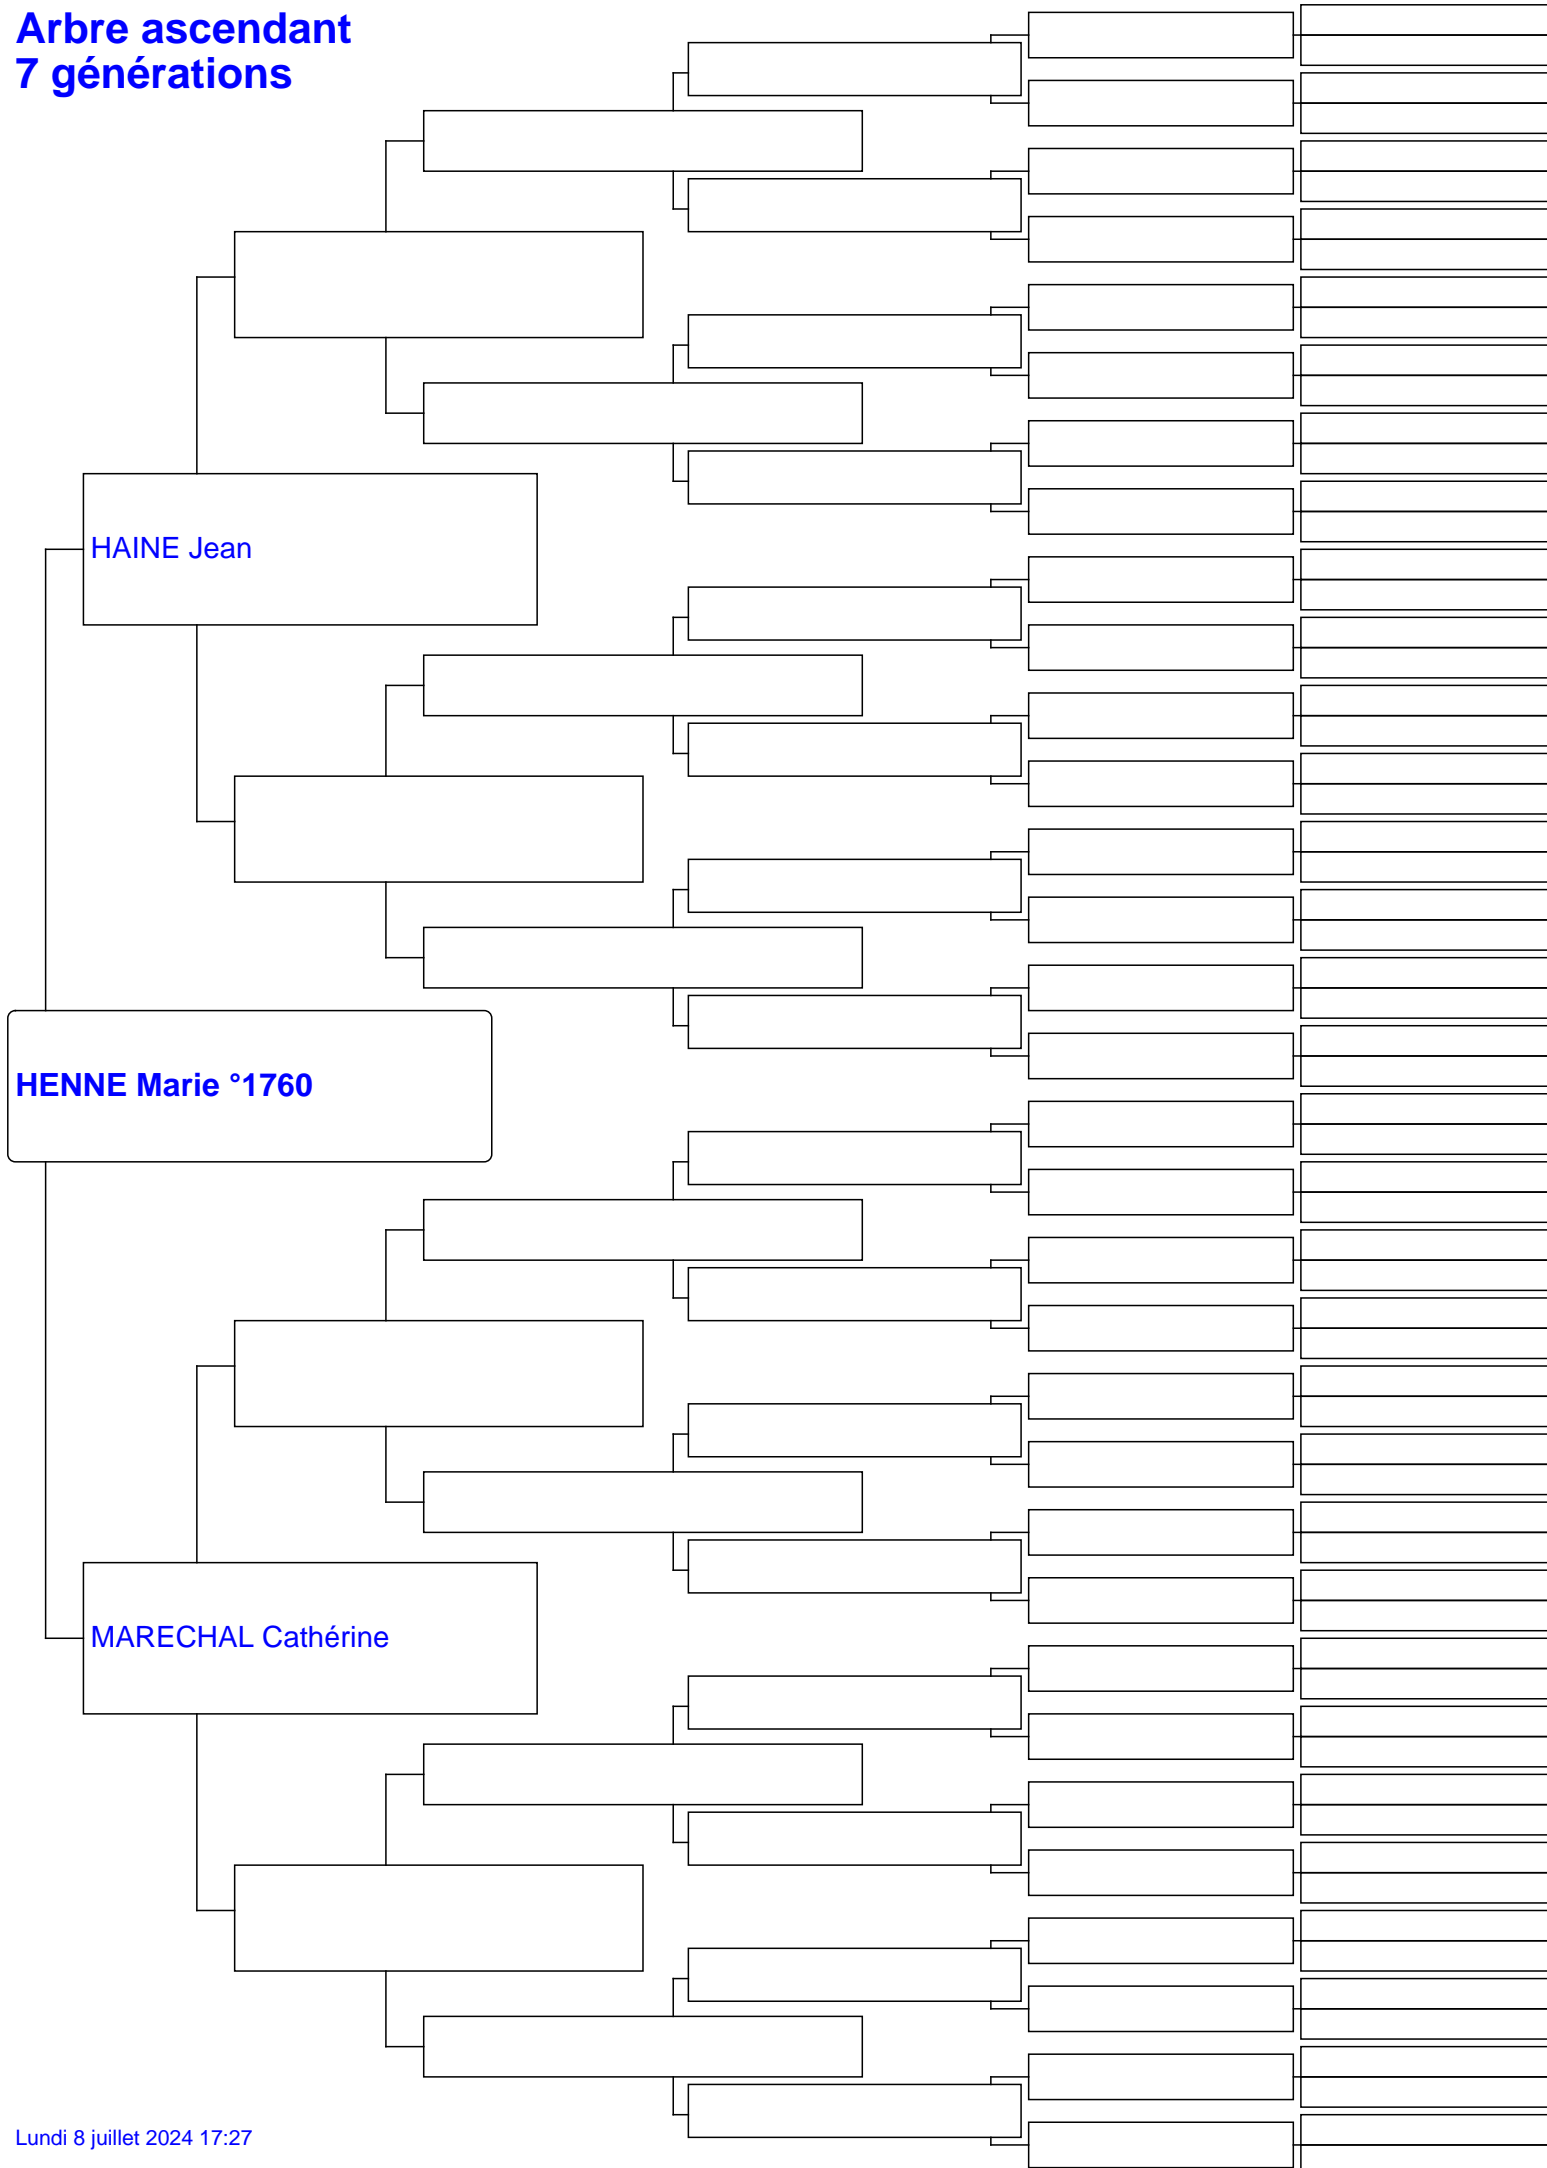 Arbre ascendant
7 générations
HAINE Jean
HENNE Marie °1760
MARECHAL Cathérine
Lundi 8 juillet 2024 17:27